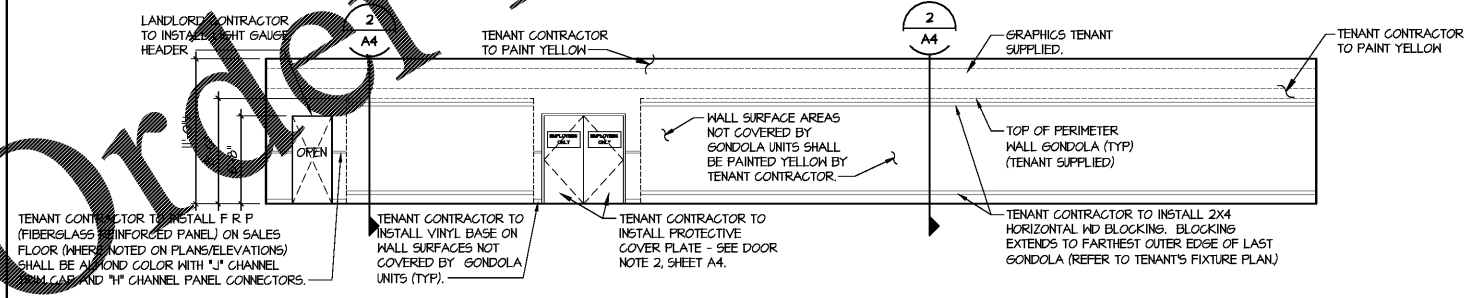 LANDLORD CONTRACTOR
TO INSTALL LIGHT GAUGE
HEADER
2
A4
TENANT CONTRACTOR
TO PAINT YELLOW
2
A4
GRAPHICS TENANT
SUPPLIED.
TENANT CONTRACTOR
TO PAINT YELLOW
OPEN
EMPLOYEES
ONLY
EMPLOYEES
ONLY
WALL SURFACE AREAS
NOT COVERED BY
GONDOLA UNITS SHALL
BE PAINTED YELLOW BY
TENANT CONTRACTOR.
TOP OF PERIMETER
WALL GONDOLA (TYP)
(TENANT SUPPLIED)
TENANT CONTRACTOR TO INSTALL F R P
(FIBERGLASS REINFORCED PANEL) ON SALES
FLOOR (WHERE NOTED ON PLANS/ELEVATIONS)
SHALL BE ALMOND COLOR WITH "J" CHANNEL
TRIM CAP AND "H" CHANNEL PANEL CONNECTORS.
TENANT CONTRACTOR TO
INSTALL VINYL BASE ON
WALL SURFACES NOT
COVERED BY GONDOLA
UNITS (TYP).
TENANT CONTRACTOR TO
INSTALL PROTECTIVE
COVER PLATE - SEE DOOR
NOTE 2, SHEET A4.
TENANT CONTRACTOR TO INSTALL 2X4
HORIZONTAL WD BLOCKING. BLOCKING
EXTENDS TO FARTHEST OUTER EDGE OF LAST
GONDOLA (REFER TO TENANT'S FIXTURE PLAN.)
Order